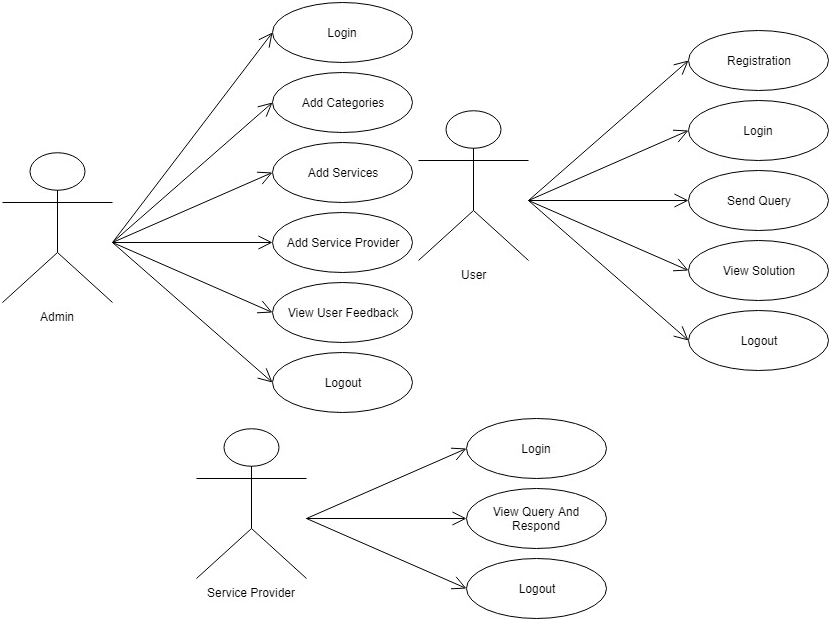 Login
Add Categories
Add Services
Add Service Provider
View User Feedback
Logout
Admin
Registration
Login
Send Query
View Solution
Logout
User
Login
View Query And
Respond
Logout
Service Provider